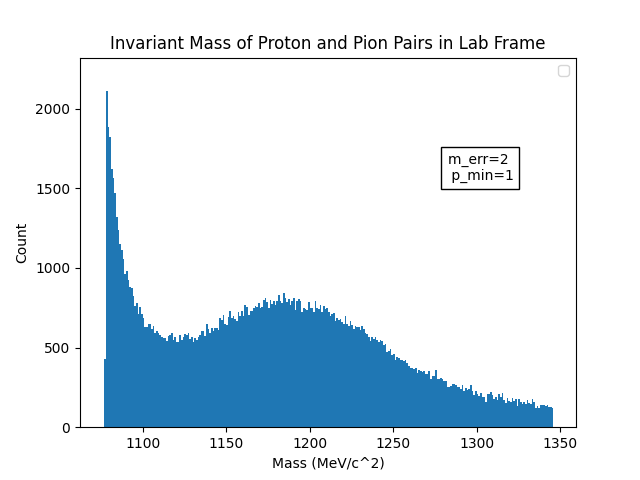 Invariant Mass of Proton and Pion Pairs in Lab Frame
2000
1500
1000
500
0
Count
m_err=2
p_min=1
1100
1150
1200
1250
1300
1350
Mass (MeV/c^2)